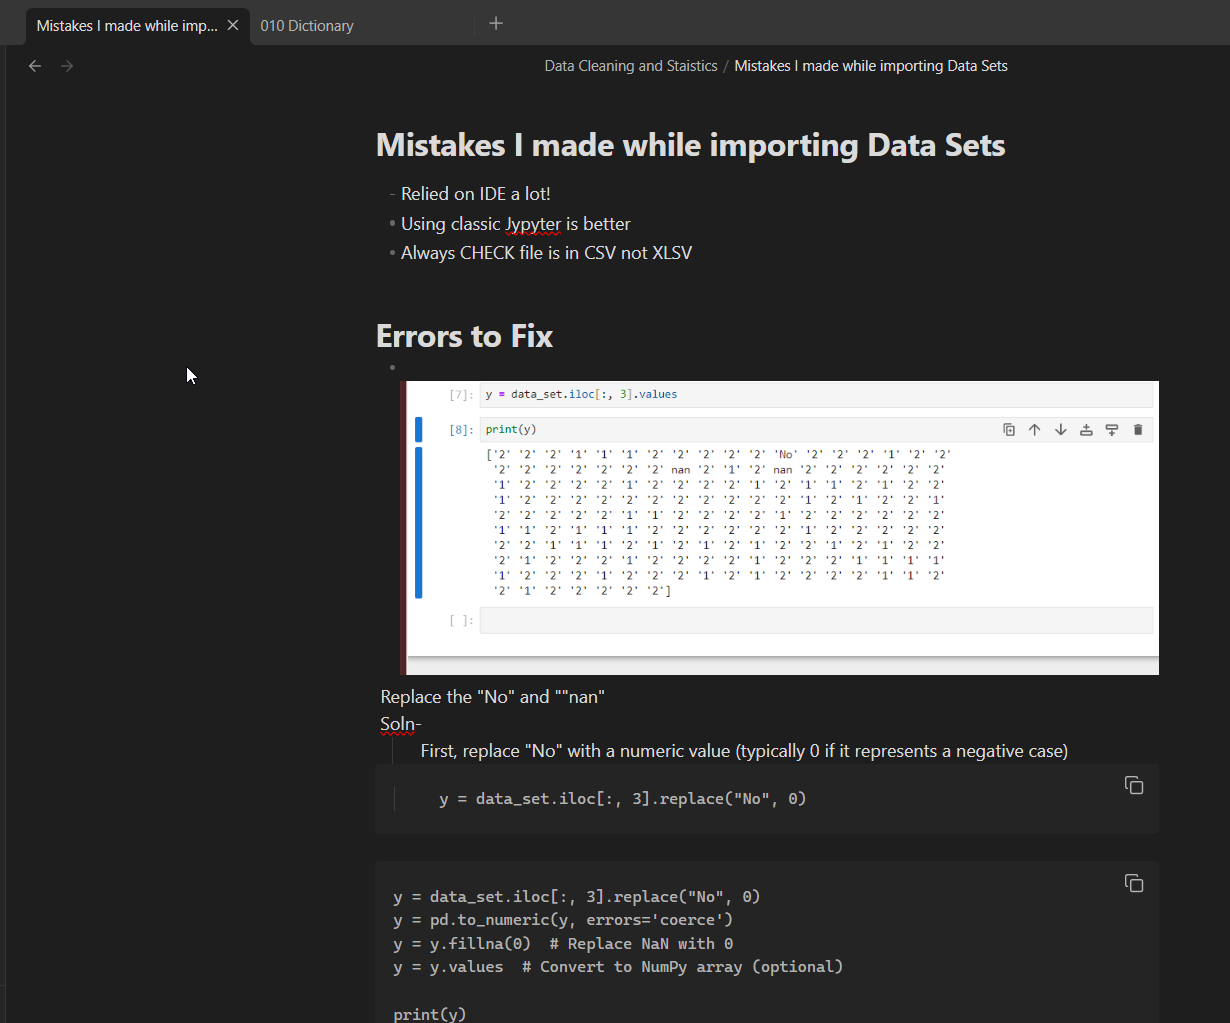 Mistakes I made while imp...
010 Dictionary
Data Cleaning and Staistics / Mistakes I made while importing Data Sets
Mistakes I made while importing Data Sets
- Relied on IDE a lot!
• Using classic Jypyter is better
• Always CHECK file is in CSV not XLSV
Errors to Fix
[7]: y = data_set.iloc[:, 3].values
[8]: print(y)
['2' '2' '2' '1' '1' '1' '2' '2' '2' '2' '2' 'No' '2' '2' '2' '1' '2' '2'
'2' '2' '2' '2' '2' '2' '2' nan '2' '1' '2' nan '2' '2' '2' '2' '2' '2'
'1' '2' '2' '2' '2' '1' '2' '2' '2' '2' '1' '2' '1' '1' '2' '1' '2' '2'
'1' '2' '2' '2' '2' '2' '2' '2' '2' '2' '2' '2' '1' '2' '1' '2' '2' '1'
'2' '2' '2' '2' '2' '1' '1' '2' '2' '2' '2' '1' '2' '2' '2' '2' '2' '2'
'1' '1' '2' '1' '1' '1' '2' '2' '2' '2' '2' '2' '1' '2' '2' '2' '2' '2'
'2' '2' '1' '1' '1' '2' '1' '2' '1' '2' '1' '2' '2' '1' '2' '1' '2' '2'
'2' '1' '2' '2' '2' '1' '2' '2' '2' '2' '1' '2' '2' '2' '1' '1' '1' '1'
'1' '2' '2' '2' '1' '2' '2' '2' '1' '2' '1' '2' '2' '2' '2' '1' '1' '2'
'2' '1' '2' '2' '2' '2' '2']
[ ]:
Replace the "No" and ""nan"
Soln-
First, replace "No" with a numeric value (typically 0 if it represents a negative case)
y = data_set.iloc[:, 3].replace("No", 0)
y = data_set.iloc[:, 3].replace("No", 0)
y = pd.to_numeric(y, errors='coerce')
y = y.fillna(0)  # Replace NaN with 0
y = y.values  # Convert to NumPy array (optional)
print(y)